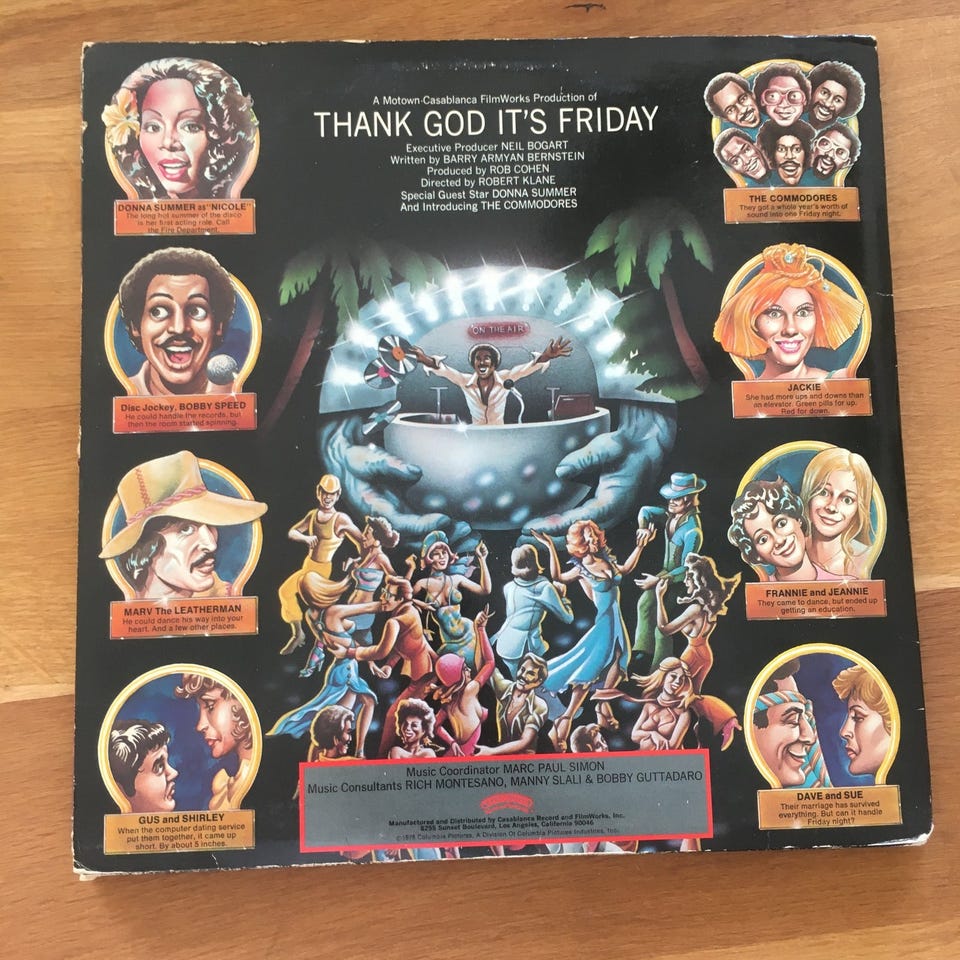 A Motown-Casablanca FilmWorks Production of
THANK GOD IT'S FRIDAY
Executive Producer NEIL BOGART
Written by BARRY ARMYAN BERNSTEIN
Produced by ROB COHEN
Directed by ROBERT KLANE
Special Guest Star DONNA SUMMER
And Introducing THE COMMODORES
DONNA SUMMER as "NICOLE"
The long hot summer of the disco
is her first acting role. Call
the Fire Department.
THE COMMODORES
They got a whole year's worth of
sound into one Friday night.
ON THE AIR
Disc Jockey, BOBBY SPEED
He could handle the records, but
then the room started spinning.
JACKIE
She had more ups and downs than
an elevator. Green pills for up.
Red for down.
MARV The LEATHERMAN
He could dance his way into your
heart. And a few other places.
FRANNIE and JEANNIE
They came to dance, but ended up
getting an education.
GUS and SHIRLEY
When the computer dating service
put them together, it came up
short. By about 5 inches.
DAVE and SUE
Their marriage has survived
everything. But can it handle
Friday night?
Music Coordinator MARC PAUL SIMON
Music Consultants RICH MONTESANO, MANNY SLALI & BOBBY GUTTADARO
Manufactured and Distributed by Casablanca Record and FilmWorks, Inc.
8255 Sunset Boulevard, Los Angeles, California 90046
©1978 Columbia Pictures, A Division Of Columbia Pictures Industries, Inc.